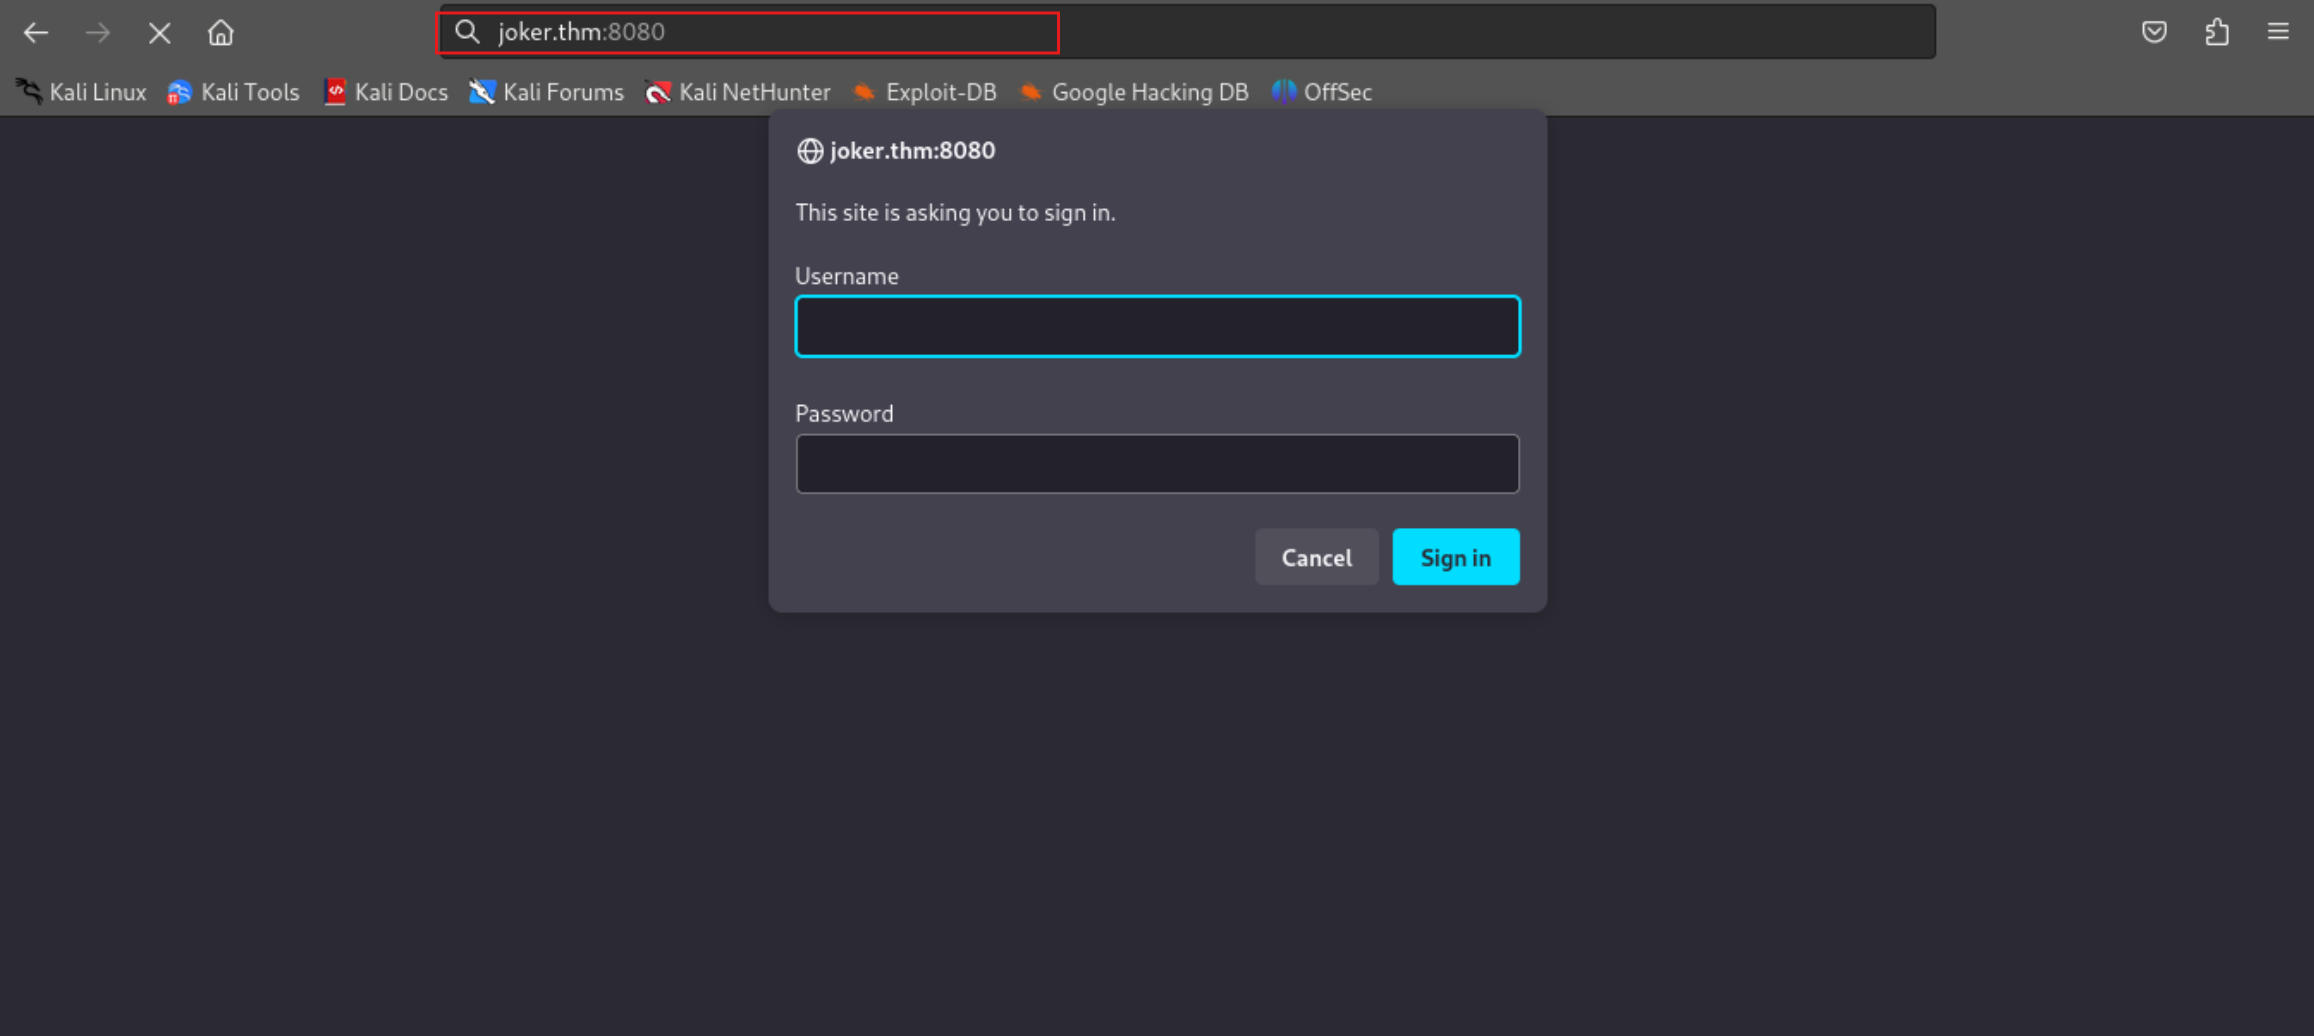 joker.thm:8080
Kali Linux Kali Tools Kali Docs Kali Forums Kali NetHunter Exploit-DB Google Hacking DB OffSec
joker.thm:8080
This site is asking you to sign in.
Username
Password
Cancel Sign in